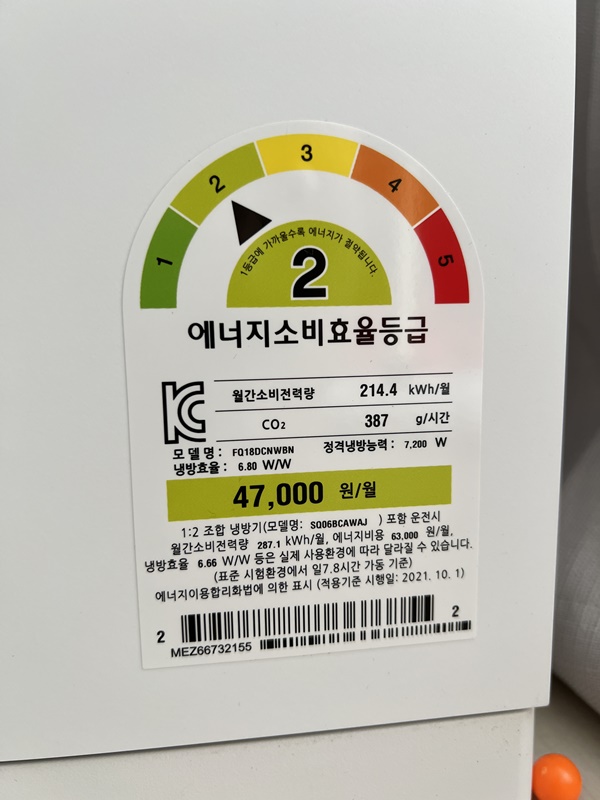 1 2 3 4 5
1등급에 가까울수록 에너지가 절약됩니다.
2
에너지소비효율등급
월간소비전력량 214.4 kWh/월
CO₂ 387 g/시간
모델명: FQ18DCNWBN 정격냉방능력: 7,200 W
냉방효율: 6.80 W/W
47,000 원/월
1:2 조합 냉방기(모델명: SQ06BCAWAJ ) 포함 운전시
월간소비전력량 287.1 kWh/월, 에너지비용 63,000 원/월,
냉방효율 6.66 W/W 등은 실제 사용환경에 따라 달라질 수 있습니다.
(표준 시험환경에서 일7.8시간 가동 기준)
에너지이용합리화법에 의한 표시 (적용기준 시행일: 2021. 10. 1)
2 2
MEZ66732155